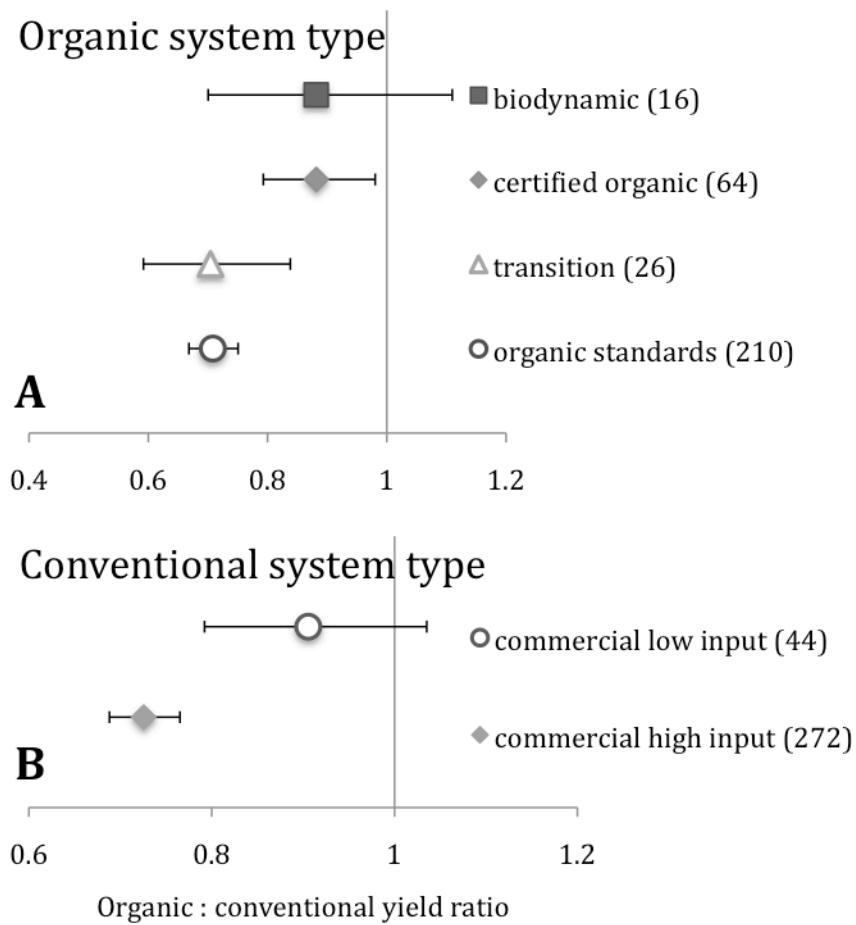 Organic system type
biodynamic (16)
certified organic (64)
transition (26)
organic standards (210)
A
0.4 0.6 0.8 1 1.2
Conventional system type
commercial low input (44)
commercial high input (272)
B
0.6 0.8 1 1.2
Organic : conventional yield ratio